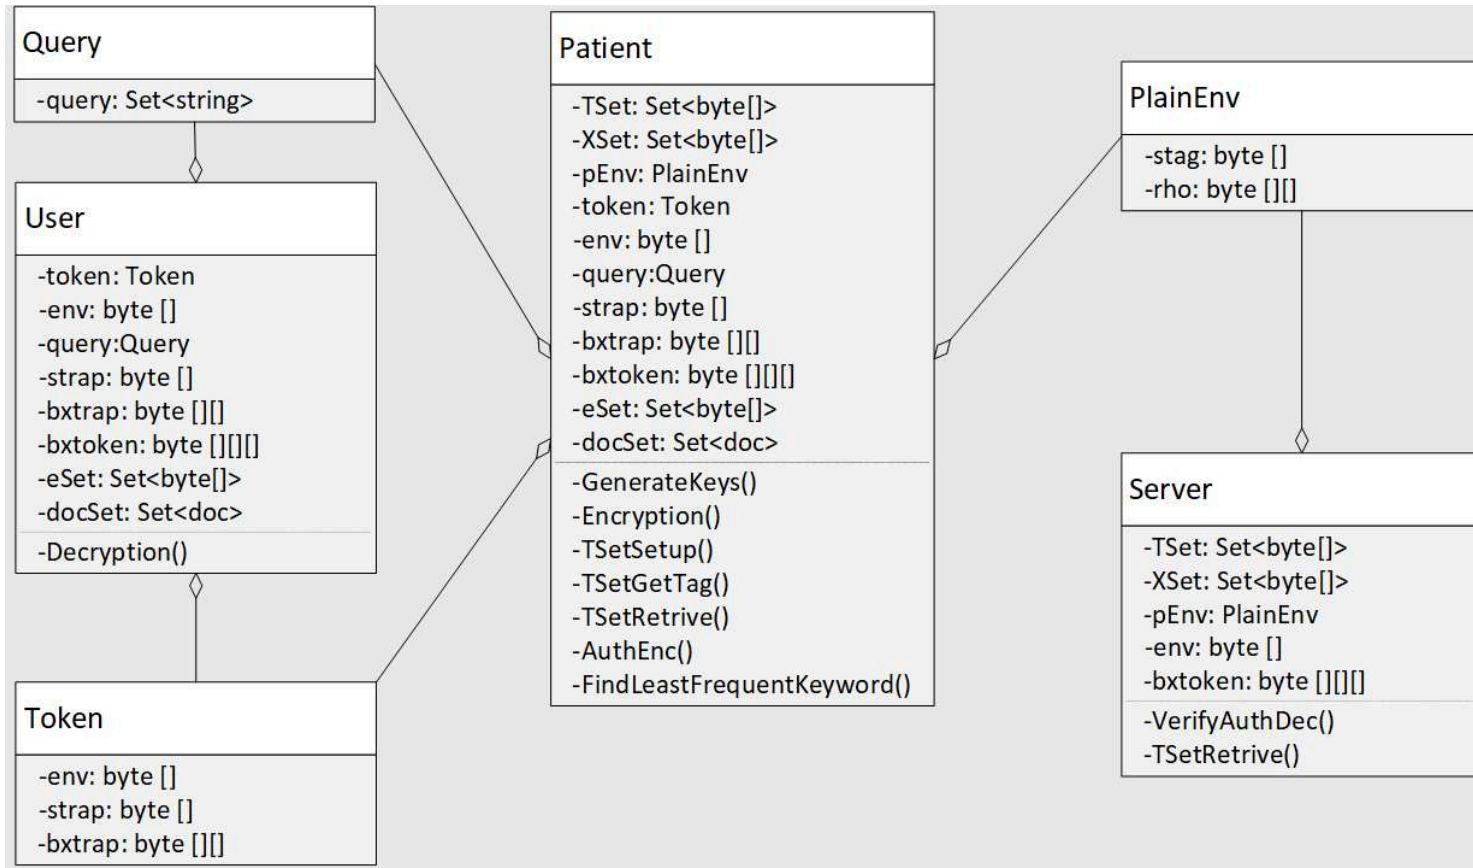 Query
-query: Set<string>
User
-token: Token
-env: byte []
-query:Query
-strap: byte []
-bxtrap: byte [][]
-bxtoken: byte [][][]
-eSet: Set<byte[]>
-docSet: Set<doc>
-Decryption()
Token
-env: byte []
-strap: byte []
-bxtrap: byte [][]
Patient
-TSet: Set<byte[]>
-XSet: Set<byte[]>
-pEnv: PlainEnv
-token: Token
-env: byte []
-query:Query
-strap: byte []
-bxtrap: byte [][]
-bxtoken: byte [][][]
-eSet: Set<byte[]>
-docSet: Set<doc>
-GenerateKeys()
-Encryption()
-TSetSetup()
-TSetGetTag()
-TSetRetrive()
-AuthEnc()
-FindLeastFrequentKeyword()
PlainEnv
-stag: byte []
-rho: byte [][]
Server
-TSet: Set<byte[]>
-XSet: Set<byte[]>
-pEnv: PlainEnv
-env: byte []
-bxtoken: byte [][][]
-VerifyAuthDec()
-TSetRetrive()